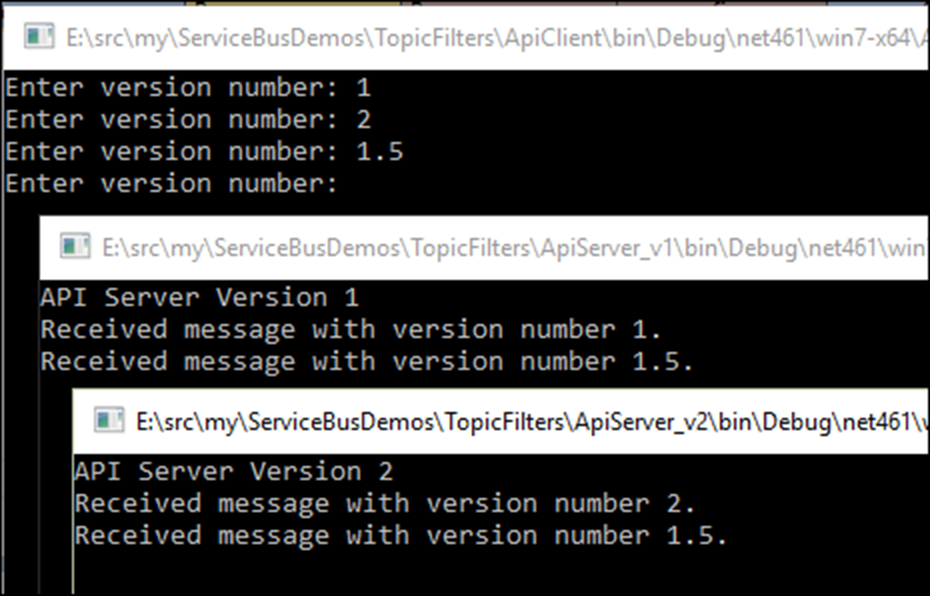 E:\src\my\ServiceBusDemos\TopicFilters\ApiClient\bin\Debug\net461\win7-x64\
Enter version number: 1
Enter version number: 2
Enter version number: 1.5
Enter version number:
E:\src\my\ServiceBusDemos\TopicFilters\ApiServer_v1\bin\Debug\net461\win
API Server Version 1
Received message with version number 1.
Received message with version number 1.5.
E:\src\my\ServiceBusDemos\TopicFilters\ApiServer_v2\bin\Debug\net461\
API Server Version 2
Received message with version number 2.
Received message with version number 1.5.